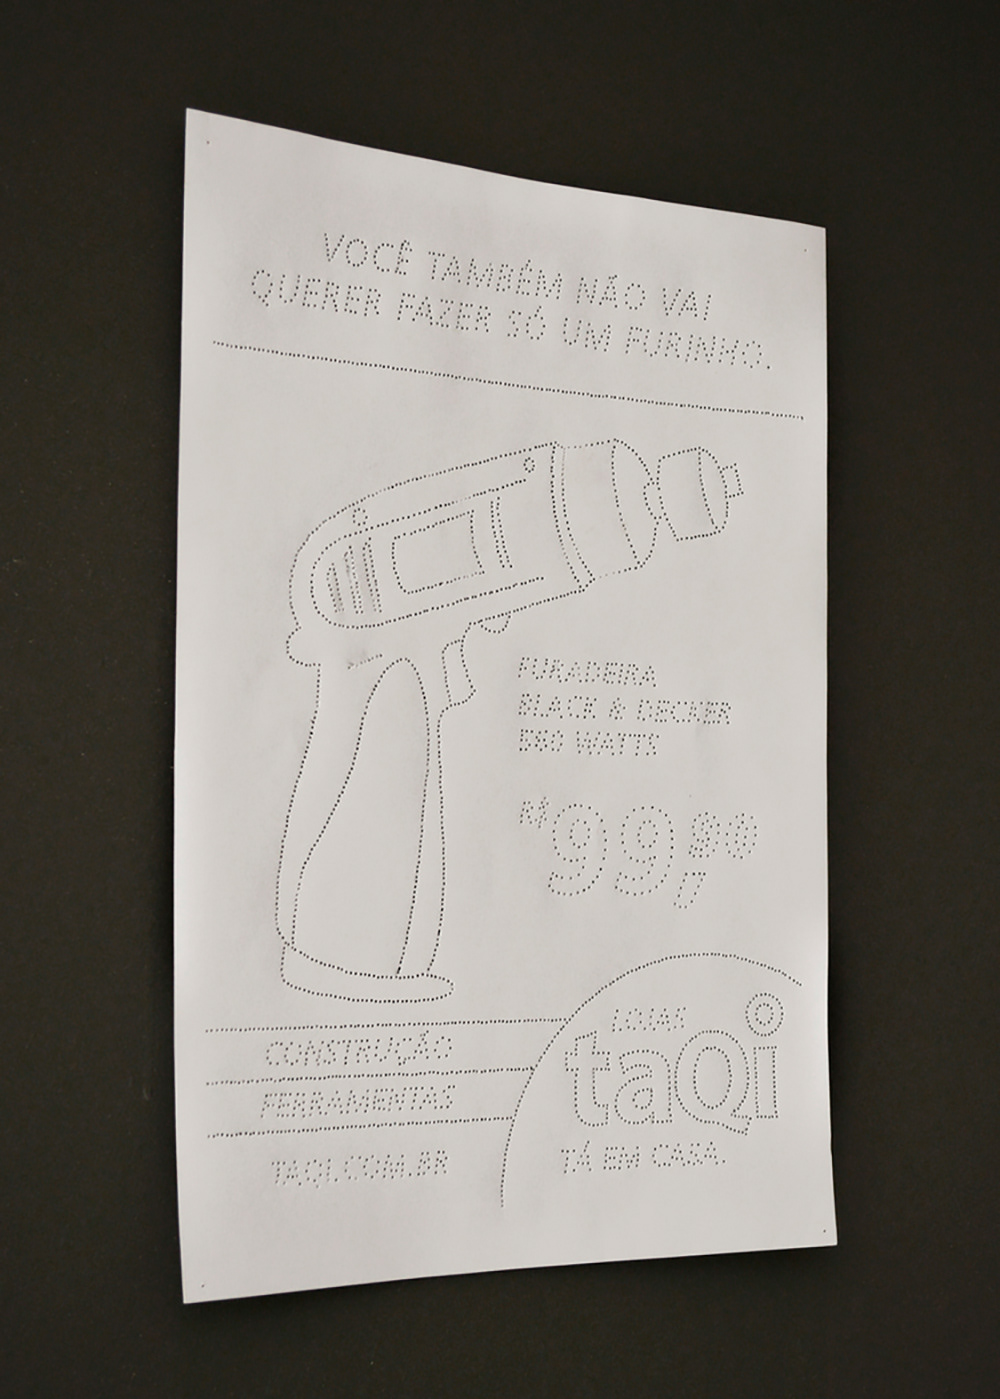 VOCÊ TAMBÉM NÃO VAI
QUERER FAZER SÓ UM FURINHO.
FURADEIRA
BLACK & DECKER
560 WATTS
R$ 99,90
CONSTRUÇÃO
FERRAMENTAS
TAQI.COM.BR
LOJAS
taQi
TÁ EM CASA.